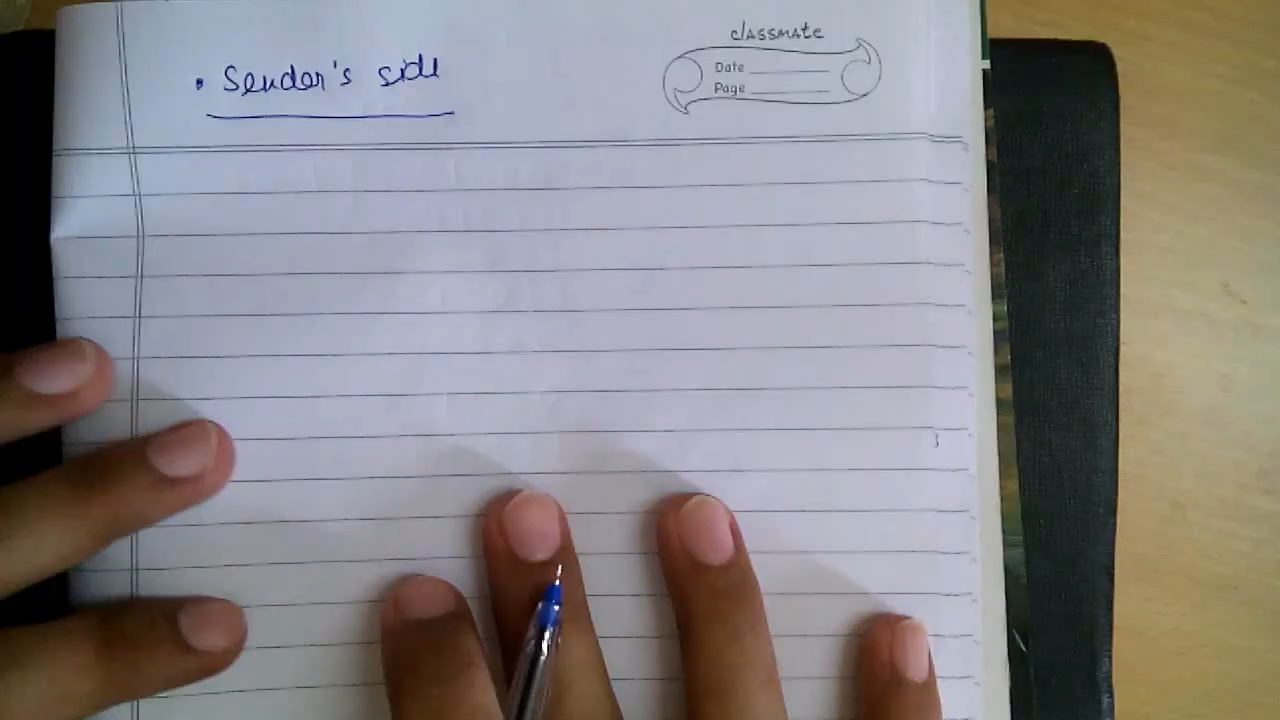 classmate
• Sender's side
Date
Page